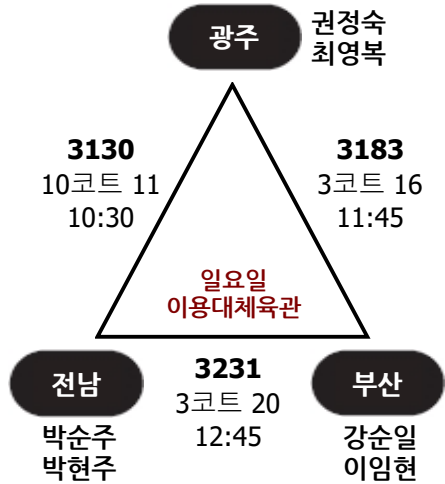 광주
권정숙
최영복
3130
10코트 11
10:30
3183
3코트 16
11:45
일요일
이용대체육관
전남
박순주
박현주
3231
3코트 20
12:45
부산
강순일
이임현